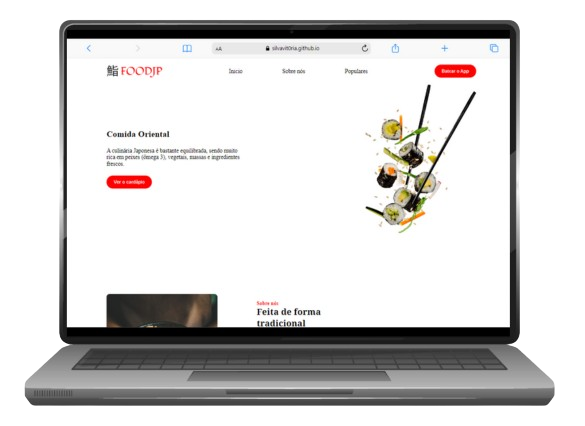 AA silvavit0ria.github.io
鮨 FOODJP Inicio Sobre nós Populares Baixar o App
Comida Oriental
A culinária Japonesa é bastante equilibrada, sendo muito
rica em peixes (ômega 3), vegetais, massas e ingredientes
frescos.
Ver o cardápio
Sobre nós
Feita de forma
tradicional